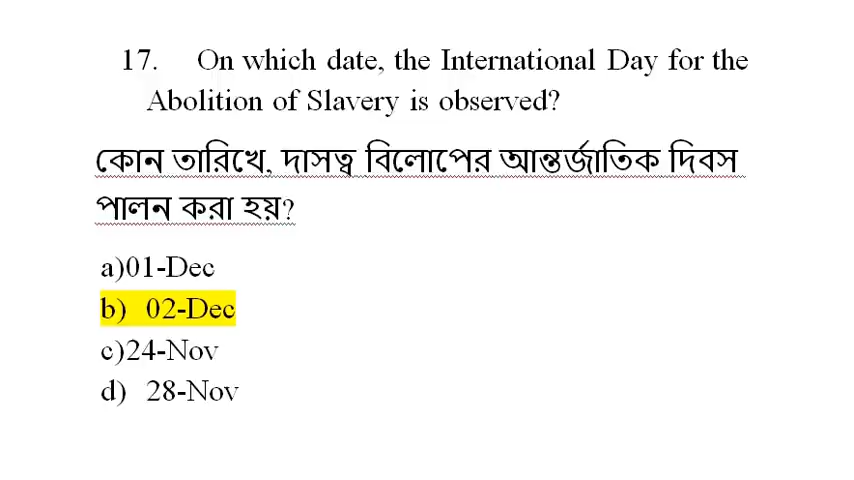 17. On which date, the International Day for the
Abolition of Slavery is observed?
কোন তারিখে, দাসত্ব বিলোপের আন্তর্জাতিক দিবস
পালন করা হয়?
a)01-Dec
b) 02-Dec
c)24-Nov
d) 28-Nov